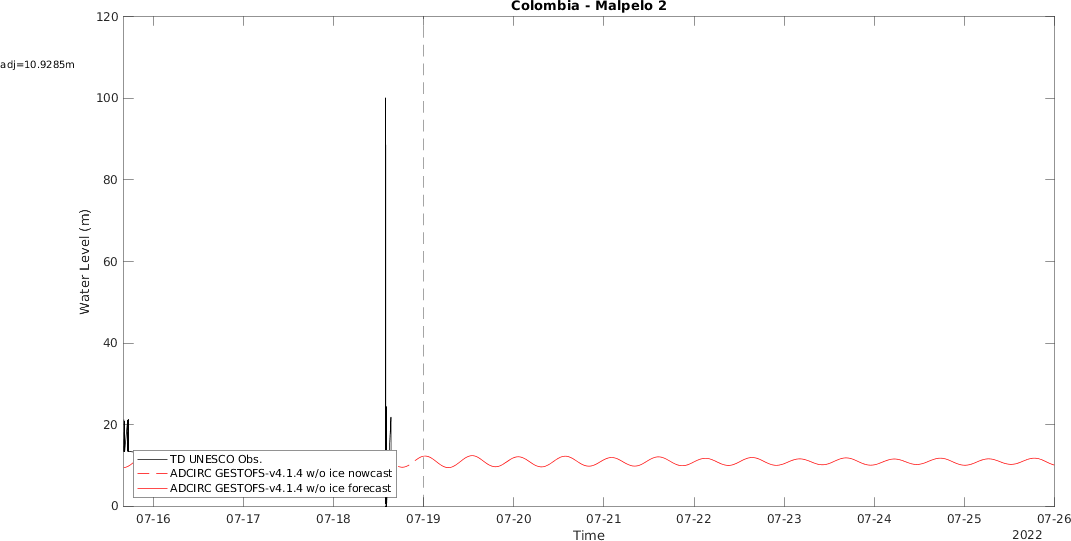 Colombia - Malpelo 2
adj=10.9285m
Water Level (m)
120
100
80
60
40
20
0
TD UNESCO Obs.
ADCIRC GESTOFS-v4.1.4 w/o ice nowcast
ADCIRC GESTOFS-v4.1.4 w/o ice forecast
07-16 07-17 07-18 07-19 07-20 07-21 07-22 07-23 07-24 07-25 07-26
Time
2022